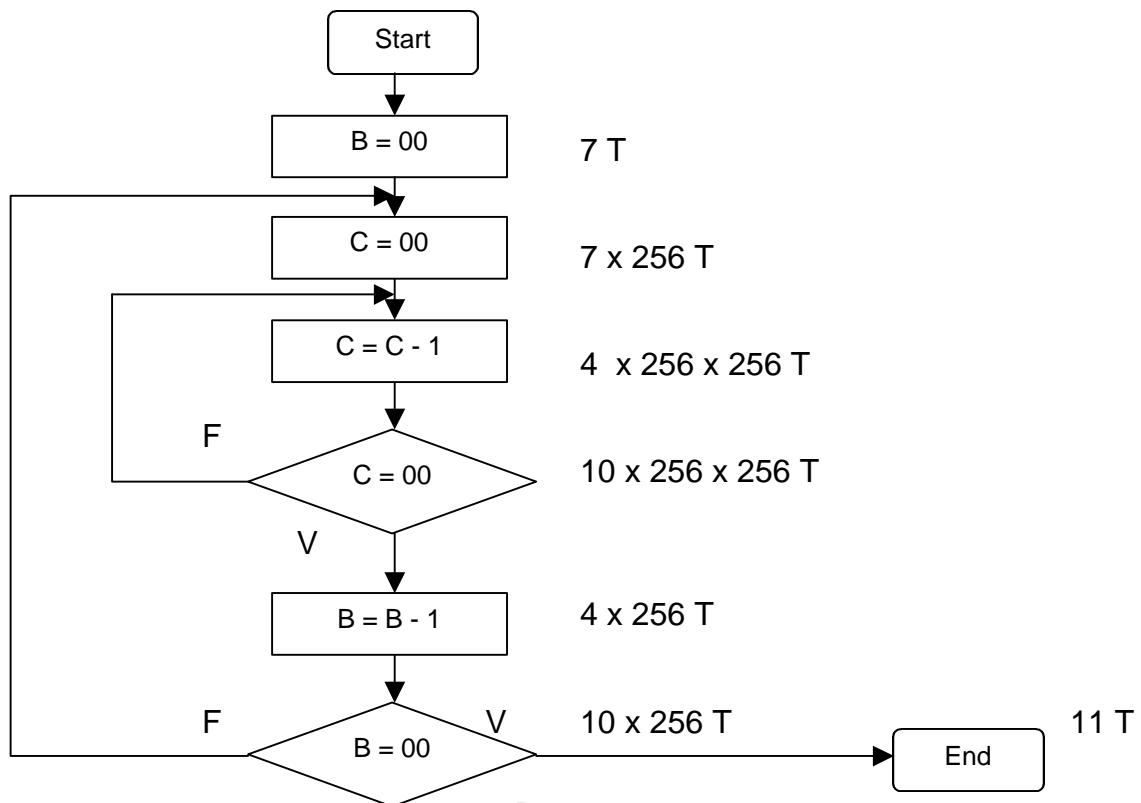 Start
B = 00
7 T
C = 00
7 x 256 T
C = C - 1
4 x 256 x 256 T
F
C = 00
10 x 256 x 256 T
V
B = B - 1
4 x 256 T
F
B = 00
V
10 x 256 T
End
11 T